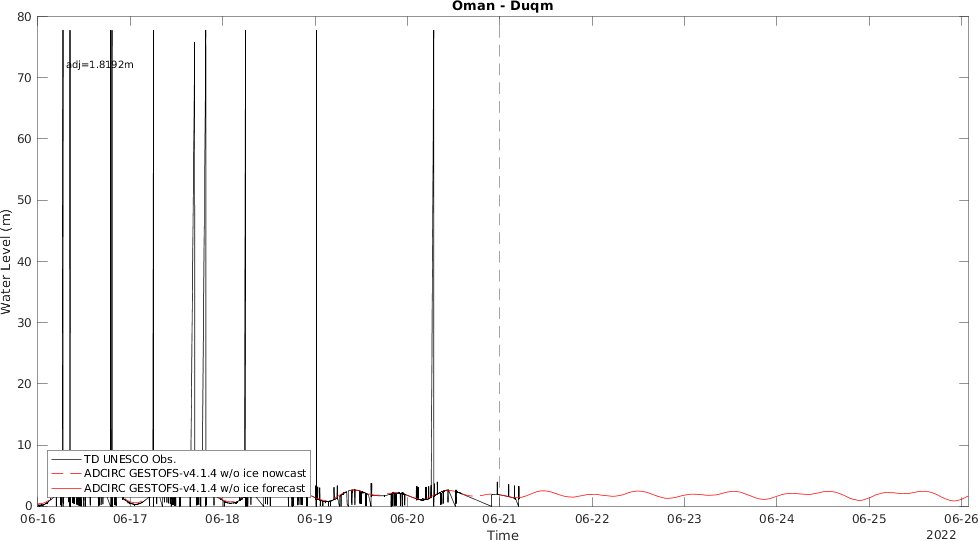 Oman - Duqm
80
70
60
50
40
30
20
10
0
Water Level (m)
adj=1.8192m
TD UNESCO Obs.
ADCIRC GESTOFS-v4.1.4 w/o ice nowcast
ADCIRC GESTOFS-v4.1.4 w/o ice forecast
06-16 06-17 06-18 06-19 06-20 06-21 06-22 06-23 06-24 06-25 06-26
Time
2022